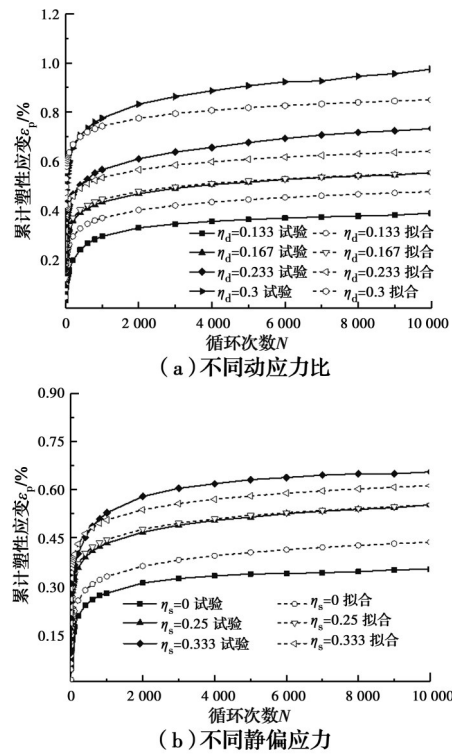 1.2
1.0
0.8
0.6
0.4
0.2
累计塑性应变εp/%
ηd=0.133 试验 ηd=0.133 拟合
ηd=0.167 试验 ηd=0.167 拟合
ηd=0.233 试验 ηd=0.233 拟合
ηd=0.3 试验 ηd=0.3 拟合
0 2 000 4 000 6 000 8 000 10 000
循环次数N
(a)不同动应力比
0.90
0.75
0.60
0.45
0.30
0.15
累计塑性应变εp/%
ηs=0 试验 ηs=0 拟合
ηs=0.25 试验 ηs=0.25 拟合
ηs=0.333 试验 ηs=0.333 拟合
0 2 000 4 000 6 000 8 000 10 000
循环次数N
(b)不同静偏应力